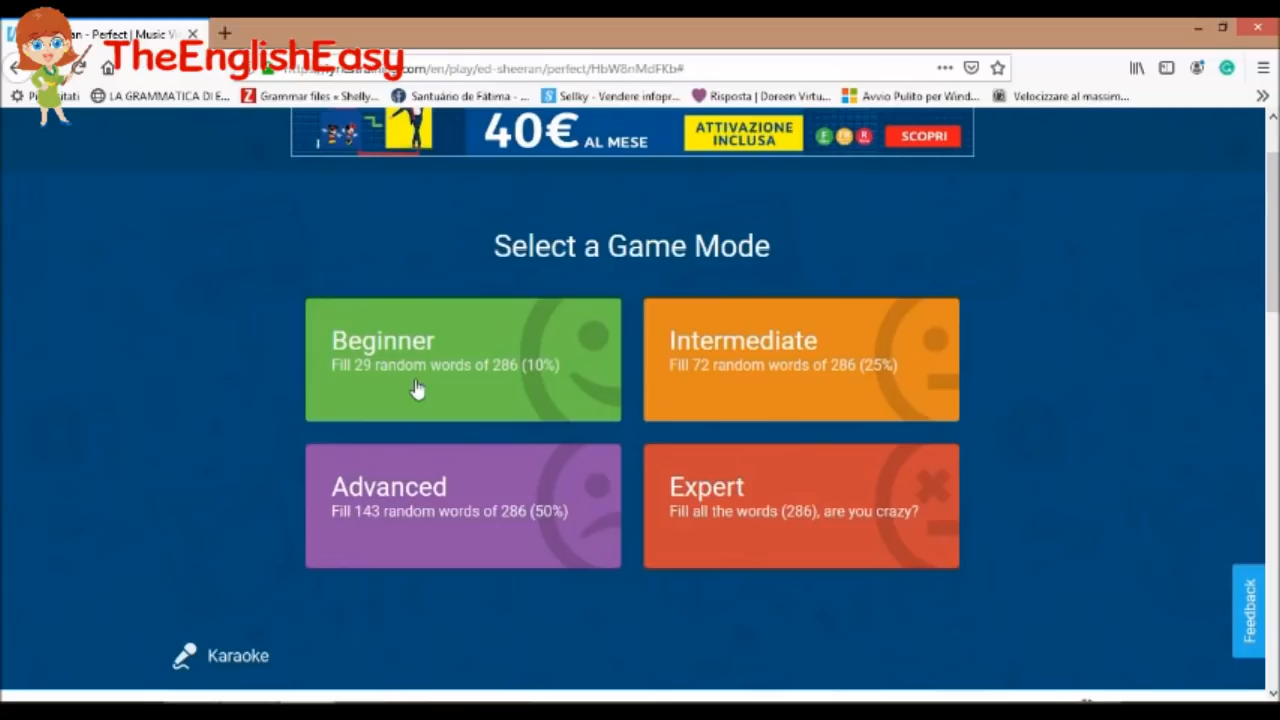 an - Perfect | Music V
TheEnglishEasy
.com/en/play/ed-sheeran/perfect/HbW8nMdFKb#
LA GRAMMATICA DI E...
Grammar files « Shelly...
Santuário de Fátima - ...
Sellky - Vendere infopr...
Risposta | Doreen Virtu...
Avvio Pulito per Wind...
Velocizzare al massim...
40€ AL MESE
ATTIVAZIONE
INCLUSA
SCOPRI
Select a Game Mode
Beginner
Fill 29 random words of 286 (10%)
Intermediate
Fill 72 random words of 286 (25%)
Advanced
Fill 143 random words of 286 (50%)
Expert
Fill all the words (286), are you crazy?
Feedback
Karaoke